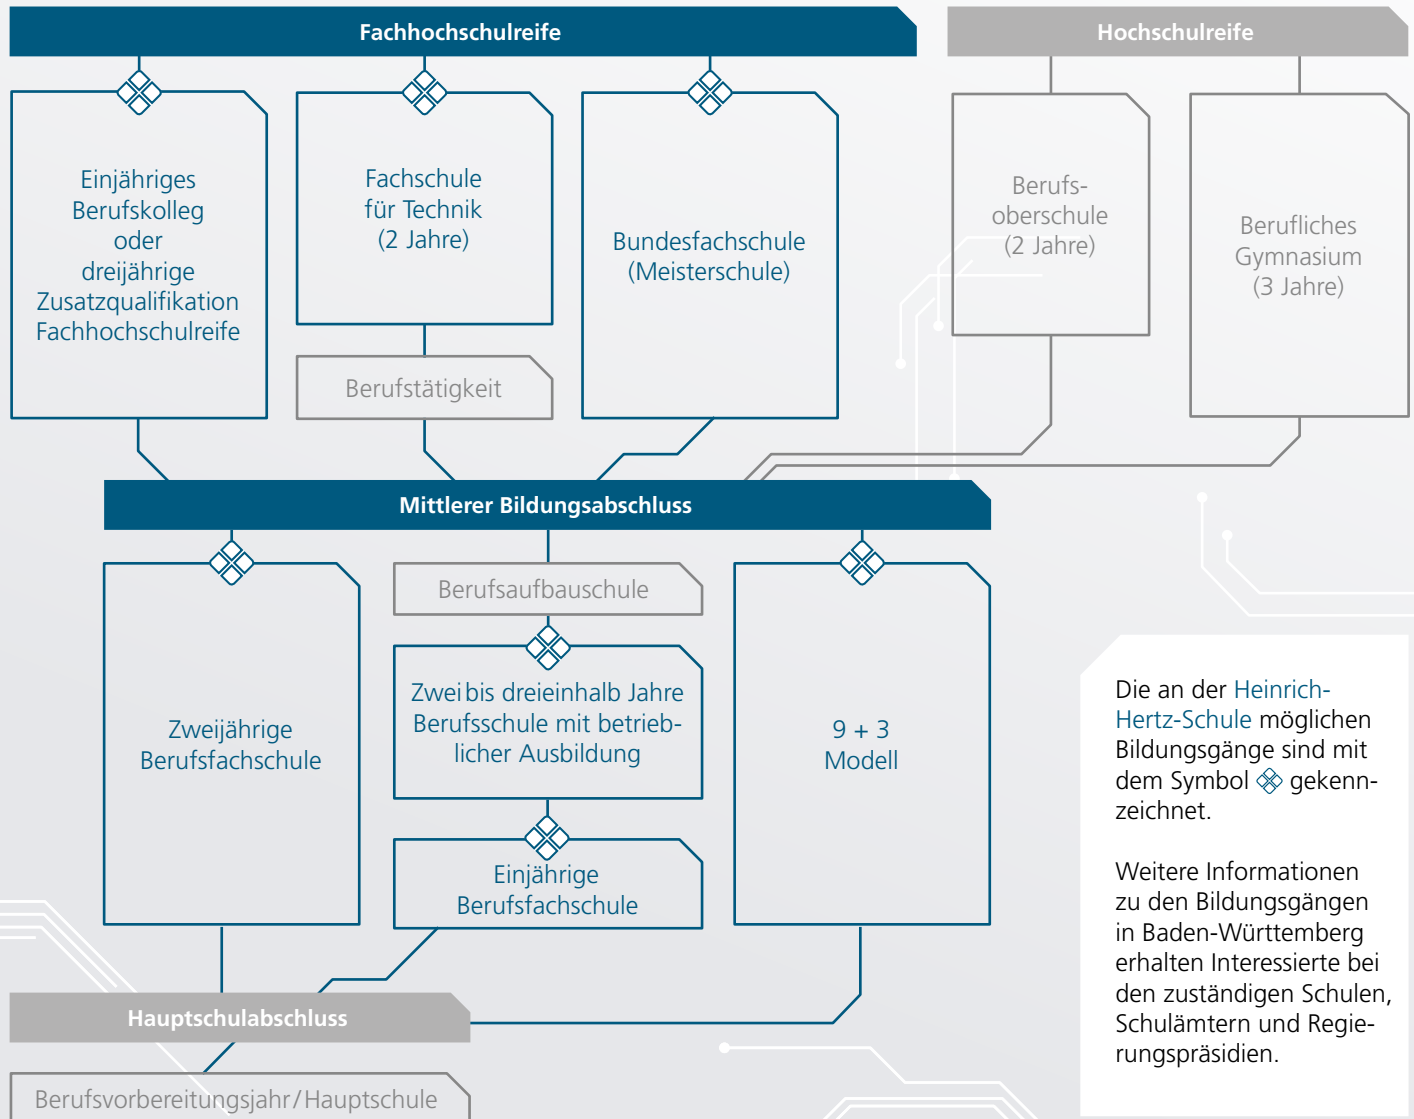 Fachhochschulreife
Hochschulreife
Einjähriges
Berufskolleg
oder
dreijährige
Zusatzqualifikation
Fachhochschulreife
Fachschule
für Technik
(2 Jahre)
Berufstätigkeit
Bundesfachschule
(Meisterschule)
Berufs-
oberschule
(2 Jahre)
Berufliches
Gymnasium
(3 Jahre)
Mittlerer Bildungsabschluss
Zweijährige
Berufsfachschule
Berufsaufbauschule
Zwei bis dreieinhalb Jahre
Berufsschule mit betrieb-
licher Ausbildung
Einjährige
Berufsfachschule
9 + 3
Modell
Hauptschulabschluss
Berufsvorbereitungsjahr/Hauptschule
Die an der Heinrich-
Hertz-Schule möglichen
Bildungsgänge sind mit
dem Symbol gekenn-
zeichnet.
Weitere Informationen
zu den Bildungsgängen
in Baden-Württemberg
erhalten Interessierte bei
den zuständigen Schulen,
Schulämtern und Regie-
rungspräsidien.